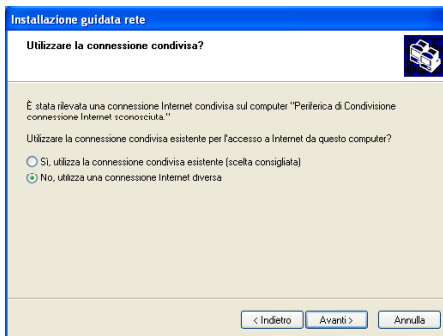 Installazione guidata rete
Utilizzare la connessione condivisa?
È stata rilevata una connessione Internet condivisa sul computer "Periferica di Condivisione
connessione Internet sconosciuta."
Utilizzare la connessione condivisa esistente per l'accesso a Internet da questo computer?
Sì, utilizza la connessione condivisa esistente (scelta consigliata)
No, utilizza una connessione Internet diversa
< Indietro Avanti > Annulla